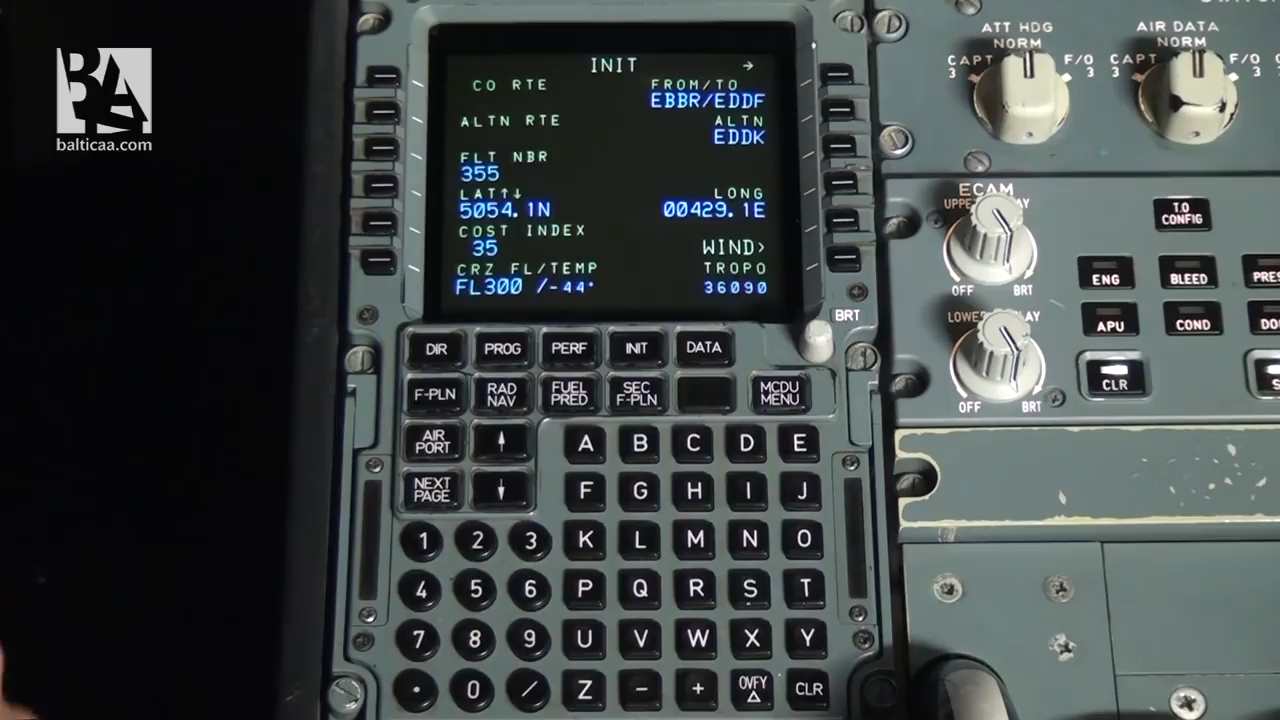 BAA
balticaa.com
INIT →
CO RTE FROM/TO
EBBR/EDDF
ALTN RTE ALTN
EDDK
FLT NBR
355
LAT↑↓ LONG
5054.1N 00429.1E
COST INDEX
35 WIND>
CRZ FL/TEMP TROPO
FL300 /-44° 36090
BRT
DIR PROG PERF INIT DATA
F-PLN RAD NAV FUEL PRED SEC F-PLN MCDU MENU
AIR PORT ↑ A B C D E
NEXT PAGE ↓ F G H I J
1 2 3 K L M N O
4 5 6 P Q R S T
7 8 9 U V W X Y
. 0 / Z - + OVFY △ CLR
ATT HDG AIR DATA
NORM NORM
CAPT 3 F/O 3 CAPT 3 F/O 3
ECAM
T.O CONFIG
OFF BRT
ENG BLEED
APU COND
CLR
OFF BRT